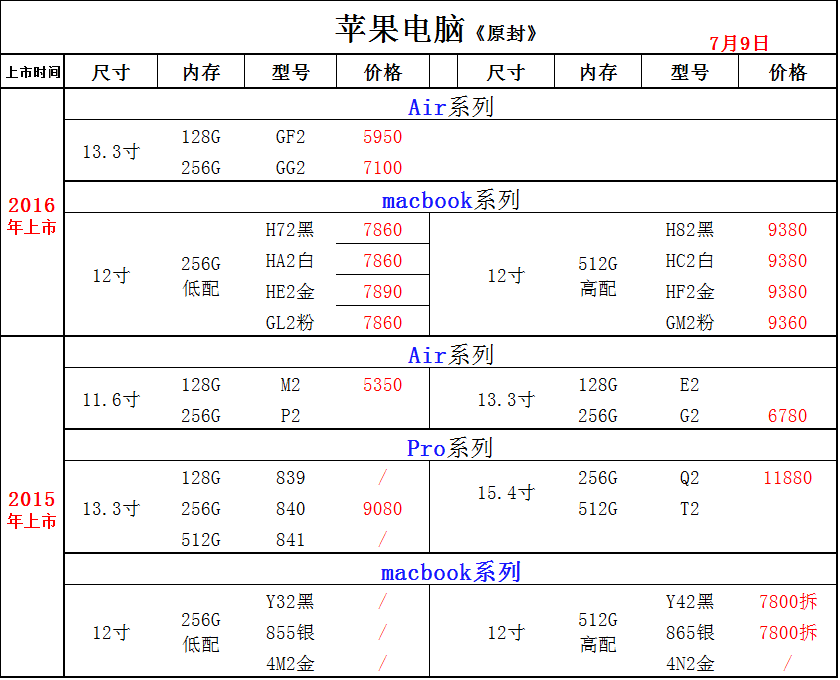 苹果电脑《原封》
7月9日
上市时间 尺寸 内存 型号 价格 尺寸 内存 型号 价格
Air系列
128G GF2 5950
13.3寸
256G GG2 7100
2016
年上市
macbook系列
H72黑 7860 H82黑 9380
HA2白 7860 HC2白 9380
12寸 256G 低配 12寸 512G 高配
HE2金 7890 HF2金 9380
GL2粉 7860 GM2粉 9360
Air系列
128G M2 5350 128G E2
11.6寸 13.3寸
256G P2 256G G2 6780
Pro系列
128G 839 / 256G Q2 11880
15.4寸
2015
年上市
13.3寸 256G 840 9080 512G T2
512G 841 /
macbook系列
Y32黑 / Y42黑 7800拆
256G 512G
12寸 855银 / 12寸 865银 7800拆
低配 高配
4M2金 / 4N2金 /